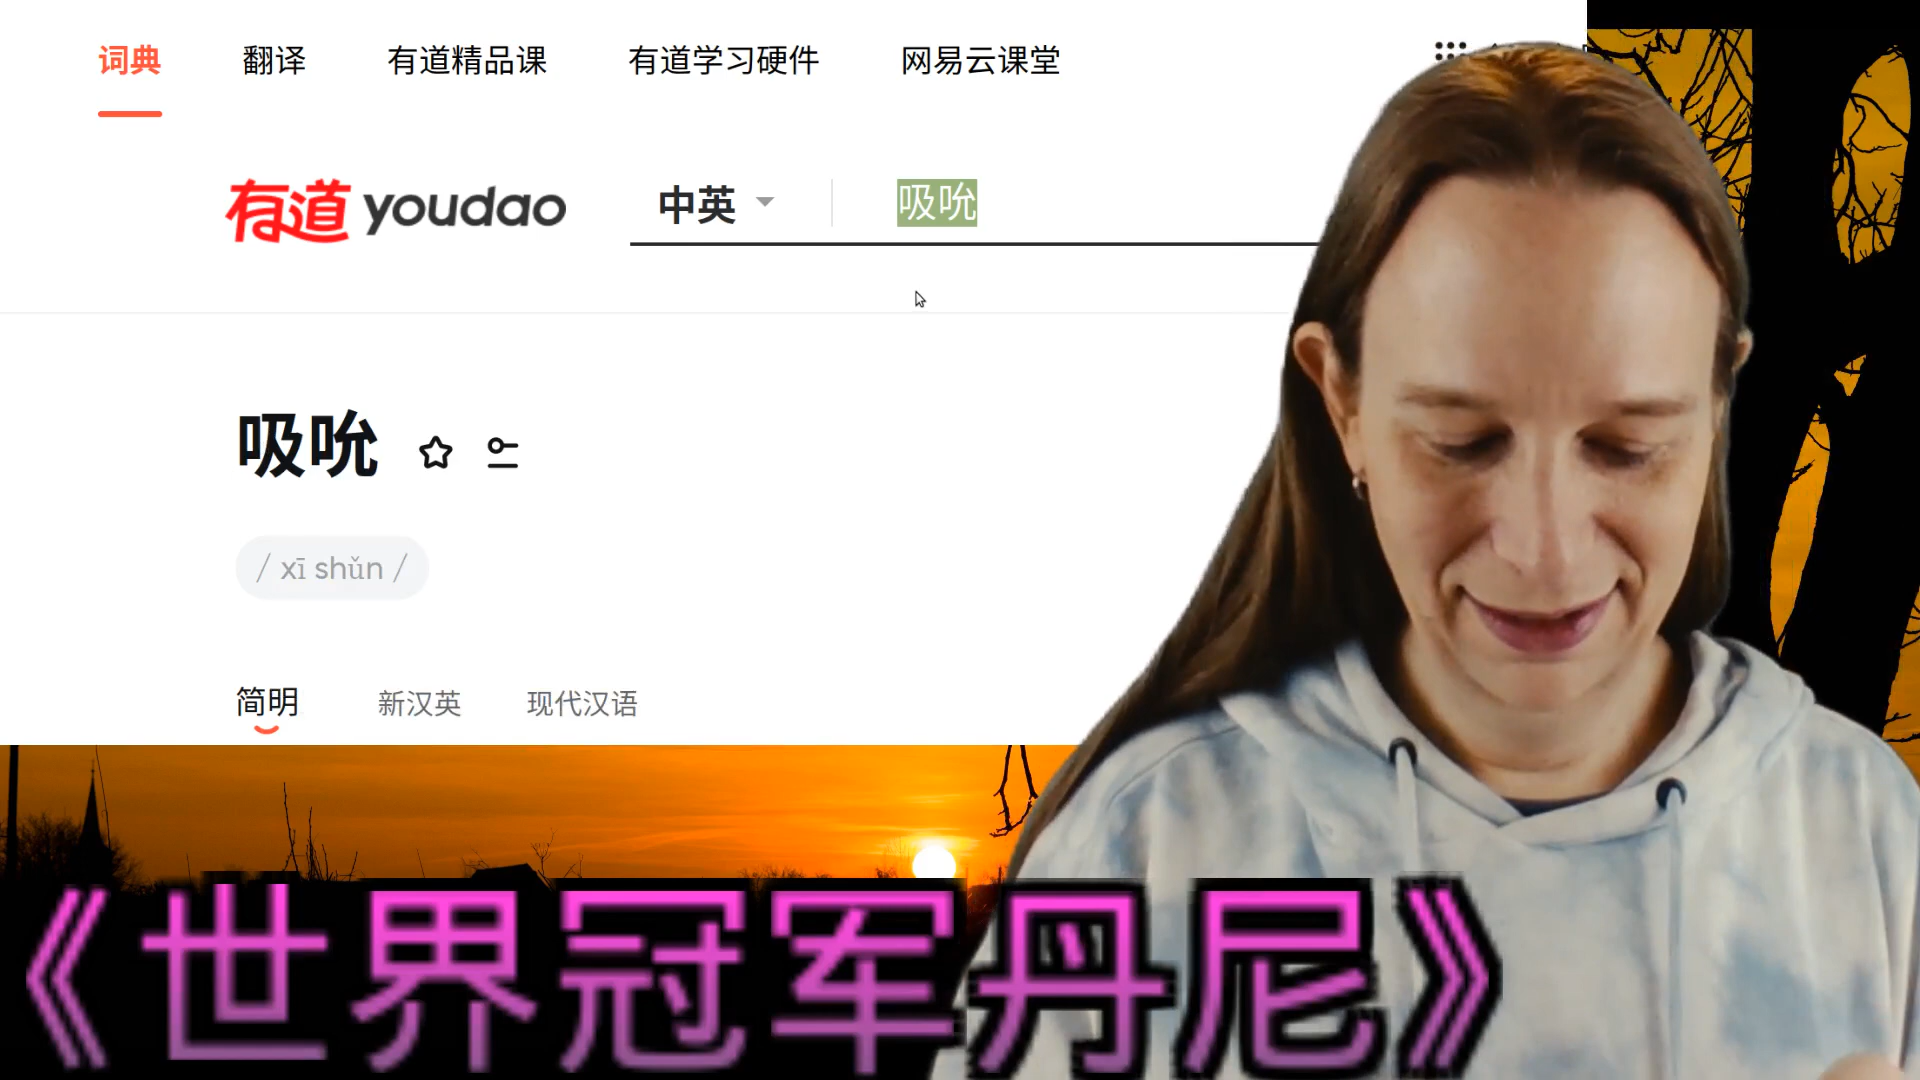 词典 翻译 有道精品课 有道学习硬件 网易云课堂
有道 youdao 中英 吸吮
吸吮
/ xī shǔn /
简明 新汉英 现代汉语
《世界冠军丹尼》